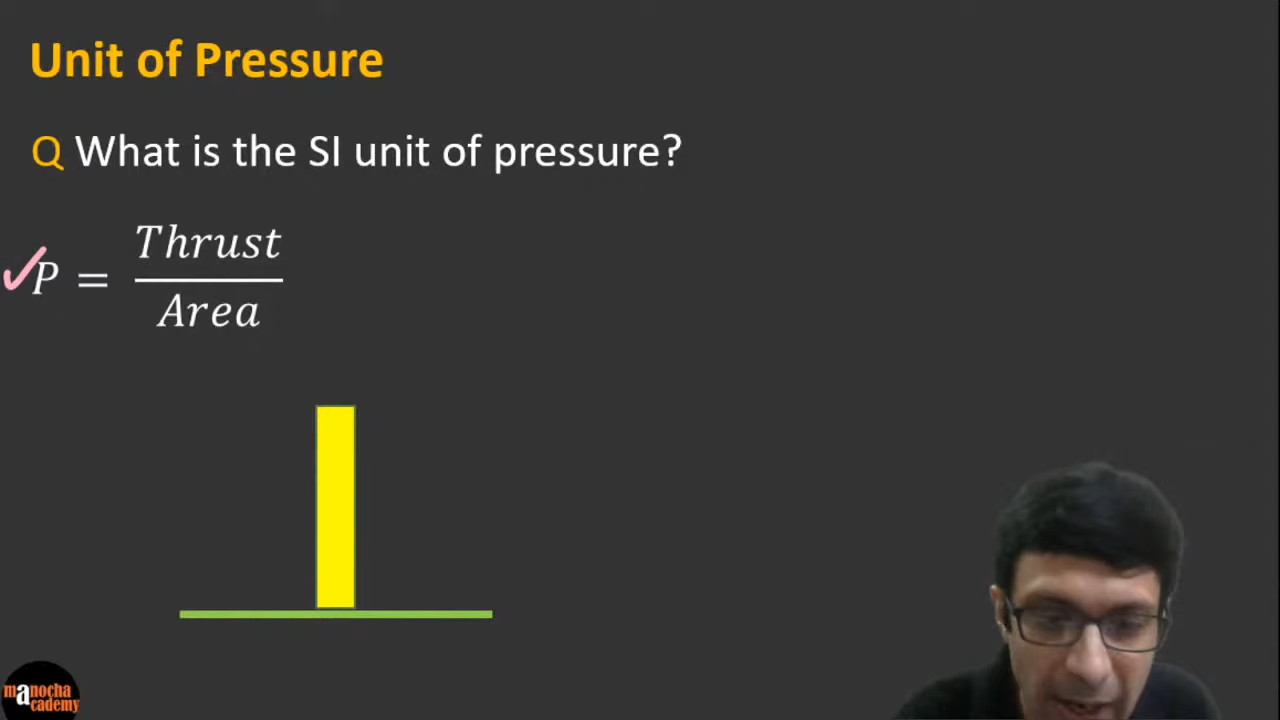 Unit of Pressure
Q What is the SI unit of pressure?
P = Thrust
Area
manocha
academy